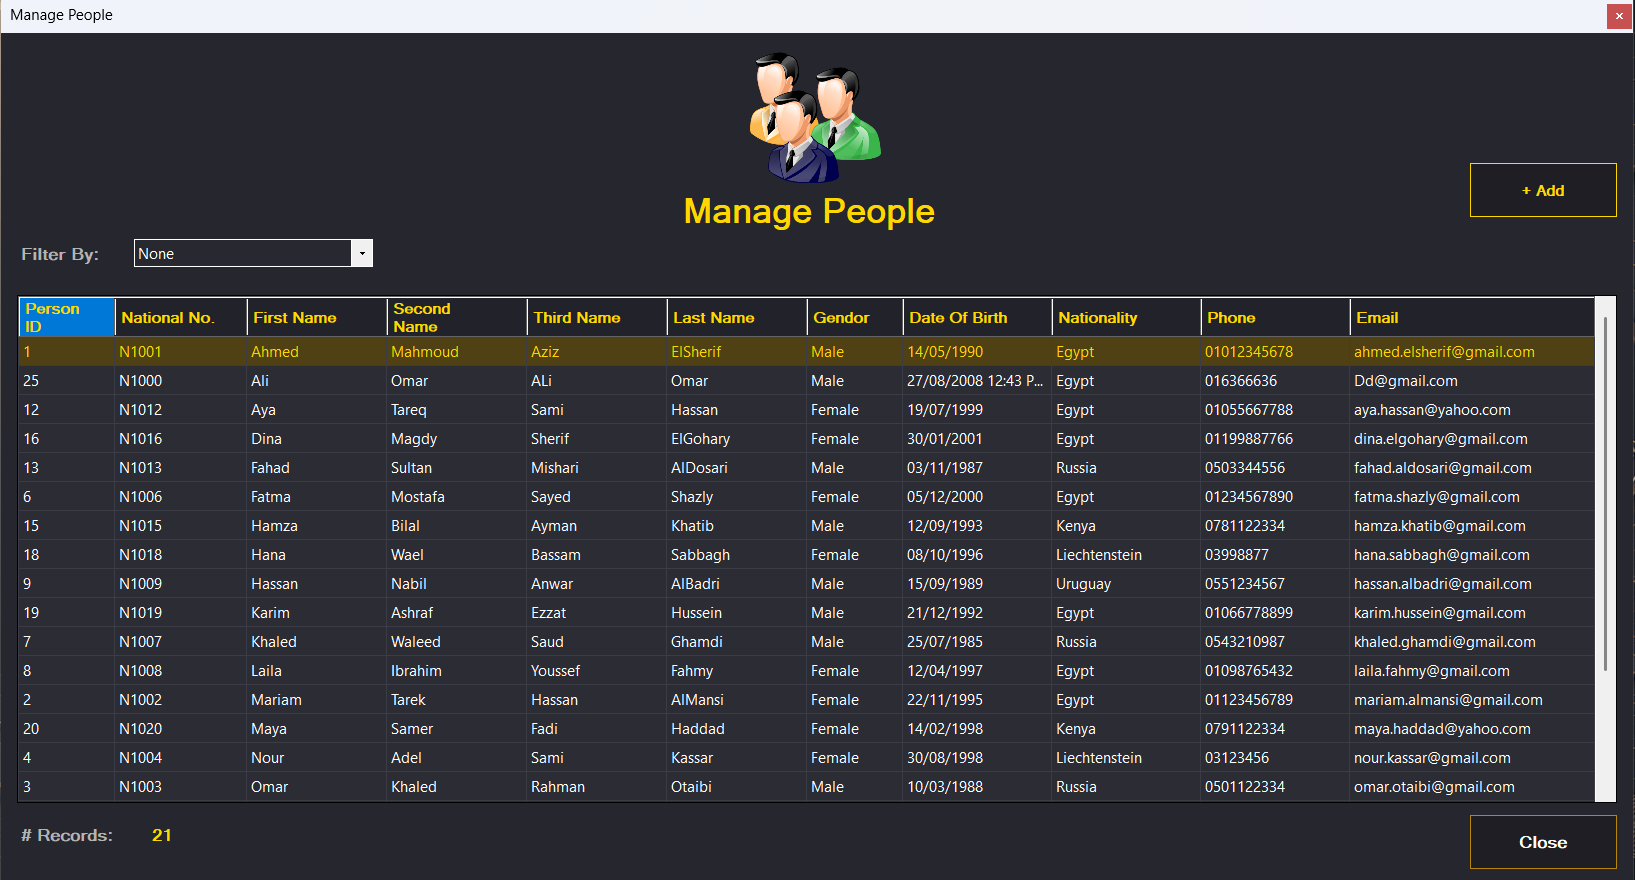 Manage People
Manage People
+ Add
Filter By: None
Person ID National No. First Name Second Name Third Name Last Name Gendor Date Of Birth Nationality Phone Email
1 N1001 Ahmed Mahmoud Aziz ElSherif Male 14/05/1990 Egypt 01012345678 ahmed.elsherif@gmail.com
25 N1000 Ali Omar ALi Omar Male 27/08/2008 12:43 P... Egypt 016366636 Dd@gmail.com
12 N1012 Aya Tareq Sami Hassan Female 19/07/1999 Egypt 01055667788 aya.hassan@yahoo.com
16 N1016 Dina Magdy Sherif ElGohary Female 30/01/2001 Egypt 01199887766 dina.elgohary@gmail.com
13 N1013 Fahad Sultan Mishari AlDosari Male 03/11/1987 Russia 0503344556 fahad.aldosari@gmail.com
6 N1006 Fatma Mostafa Sayed Shazly Female 05/12/2000 Egypt 01234567890 fatma.shazly@gmail.com
15 N1015 Hamza Bilal Ayman Khatib Male 12/09/1993 Kenya 0781122334 hamza.khatib@gmail.com
18 N1018 Hana Wael Bassam Sabbagh Female 08/10/1996 Liechtenstein 03998877 hana.sabbagh@gmail.com
9 N1009 Hassan Nabil Anwar AlBadri Male 15/09/1989 Uruguay 0551234567 hassan.albadri@gmail.com
19 N1019 Karim Ashraf Ezzat Hussein Male 21/12/1992 Egypt 01066778899 karim.hussein@gmail.com
7 N1007 Khaled Waleed Saud Ghamdi Male 25/07/1985 Russia 0543210987 khaled.ghamdi@gmail.com
8 N1008 Laila Ibrahim Youssef Fahmy Female 12/04/1997 Egypt 01098765432 laila.fahmy@gmail.com
2 N1002 Mariam Tarek Hassan AlMansi Female 22/11/1995 Egypt 01123456789 mariam.almansi@gmail.com
20 N1020 Maya Samer Fadi Haddad Female 14/02/1998 Kenya 0791122334 maya.haddad@yahoo.com
4 N1004 Nour Adel Sami Kassar Female 30/08/1998 Liechtenstein 03123456 nour.kassar@gmail.com
3 N1003 Omar Khaled Rahman Otaibi Male 10/03/1988 Russia 0501122334 omar.otaibi@gmail.com
# Records: 21
Close